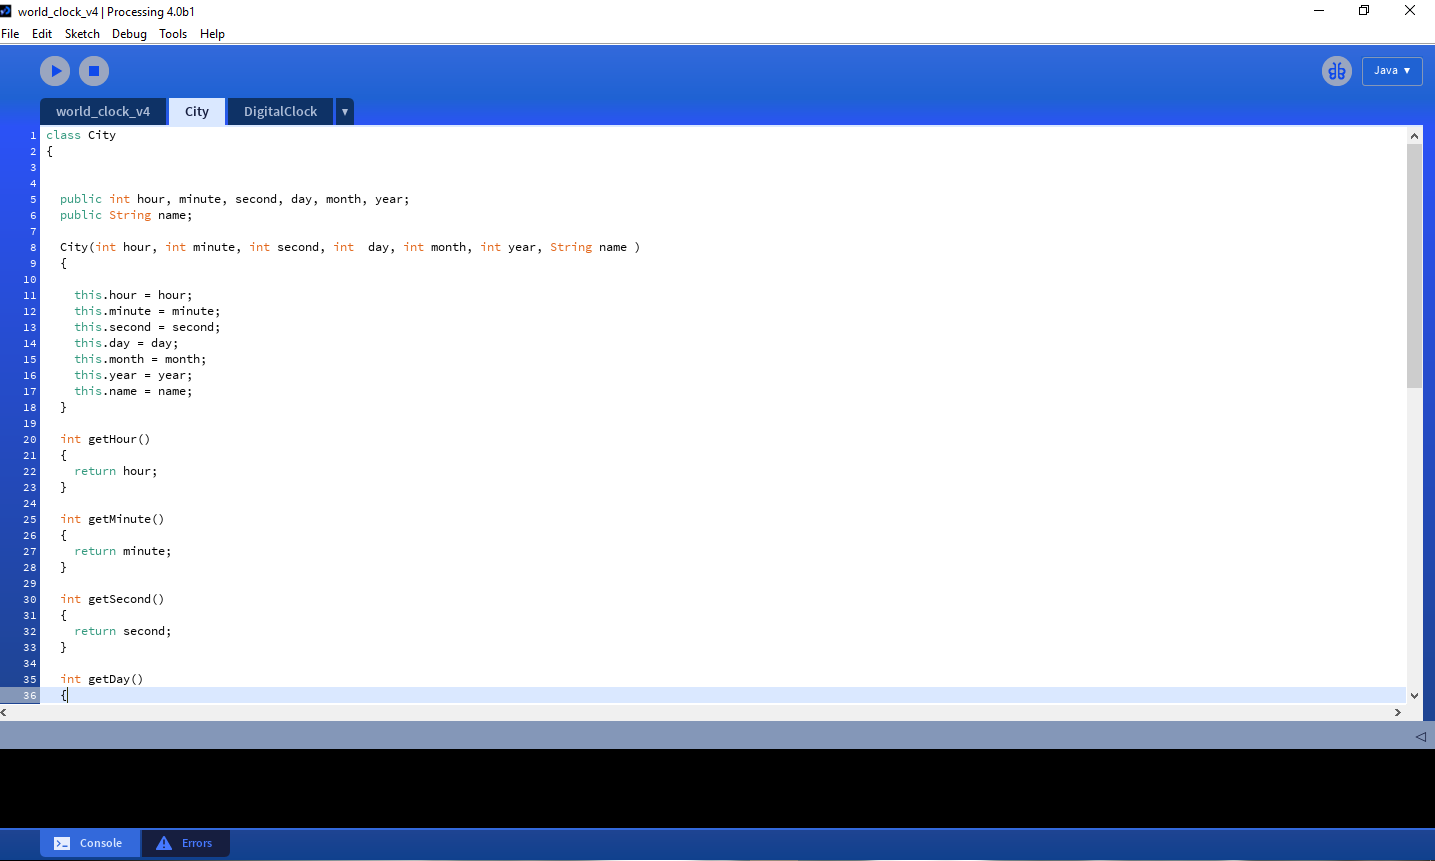 world_clock_v4 | Processing 4.0b1
File Edit Sketch Debug Tools Help
Java ▼
world_clock_v4 City DigitalClock ▼
1 class City
2 {
3
4
5 public int hour, minute, second, day, month, year;
6 public String name;
7
8 City(int hour, int minute, int second, int  day, int month, int year, String name )
9 {
10
11 this.hour = hour;
12 this.minute = minute;
13 this.second = second;
14 this.day = day;
15 this.month = month;
16 this.year = year;
17 this.name = name;
18 }
19
20 int getHour()
21 {
22 return hour;
23 }
24
25 int getMinute()
26 {
27 return minute;
28 }
29
30 int getSecond()
31 {
32 return second;
33 }
34
35 int getDay()
36 {
Console Errors